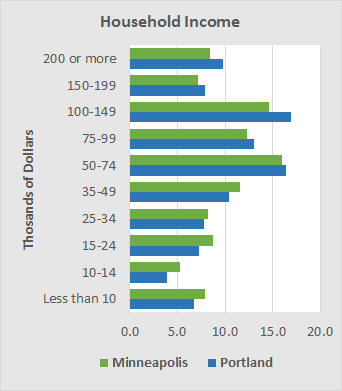 Household Income
Thosands of Dollars
200 or more
150-199
100-149
75-99
50-74
35-49
25-34
15-24
10-14
Less than 10
0.0 5.0 10.0 15.0 20.0
Minneapolis Portland